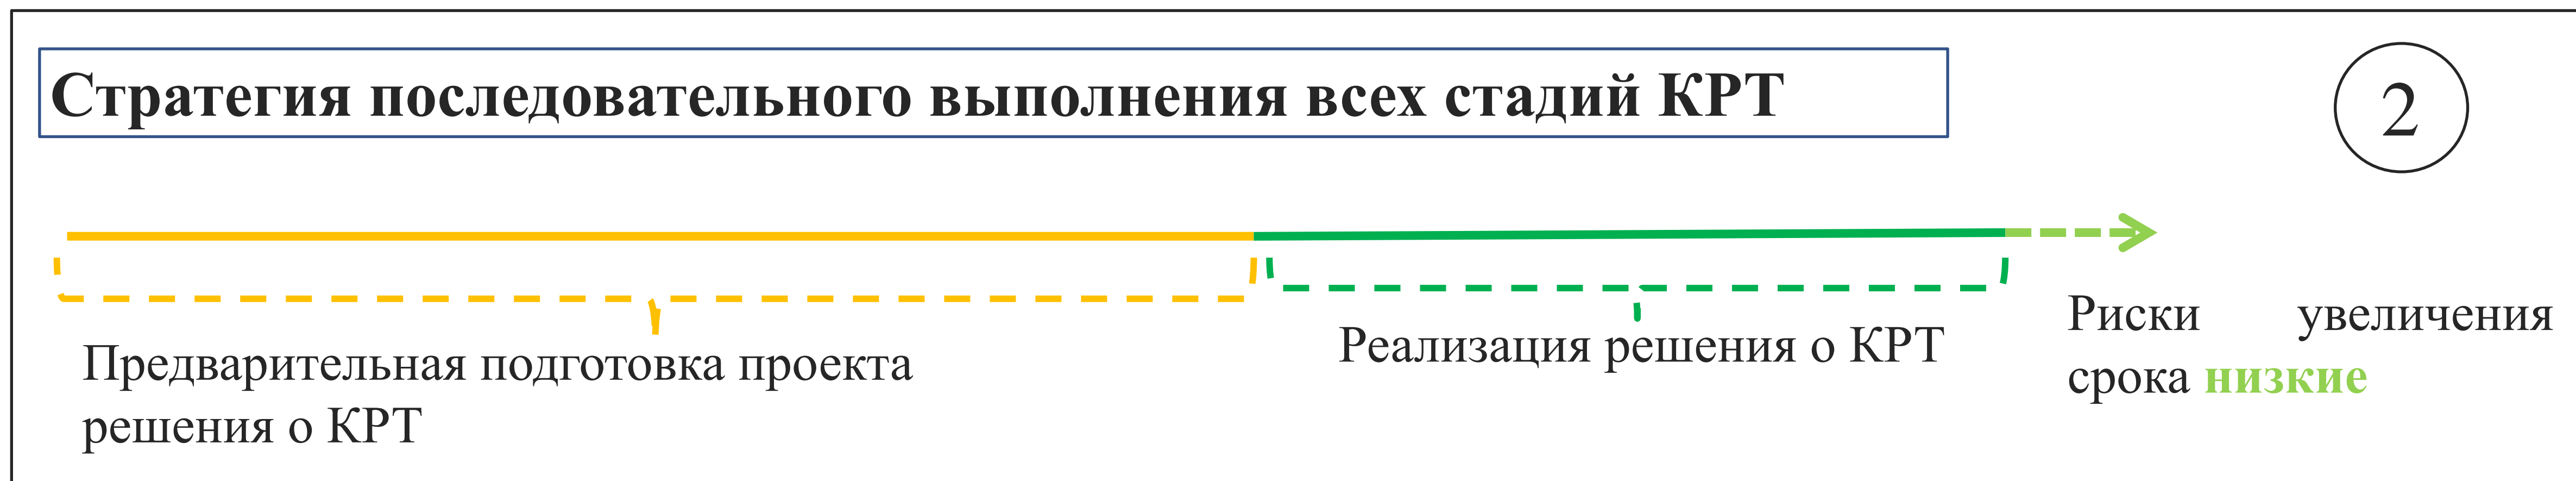 Стратегия последовательного выполнения всех стадий КРТ
2
Предварительная подготовка проекта
решения о КРТ
Реализация решения о КРТ
Риски увеличения
срока низкие